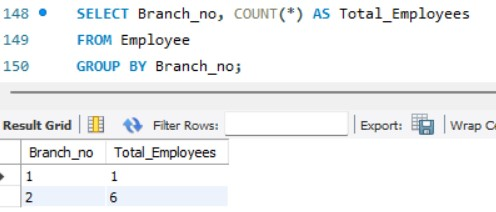 148 SELECT Branch_no, COUNT(*) AS Total_Employees
149 FROM Employee
150 GROUP BY Branch_no;
Result Grid Filter Rows: Export: Wrap C
Branch_no Total_Employees
1 1
2 6